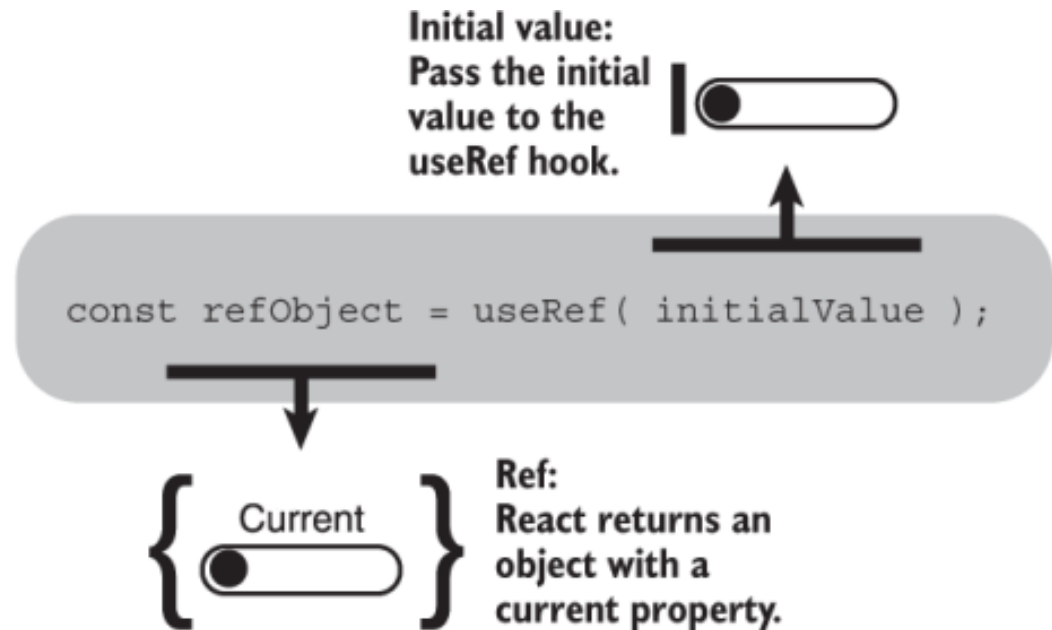 Initial value:
Pass the initial
value to the
useRef hook.
const refObject = useRef( initialValue );
Current
Ref:
React returns an
object with a
current property.